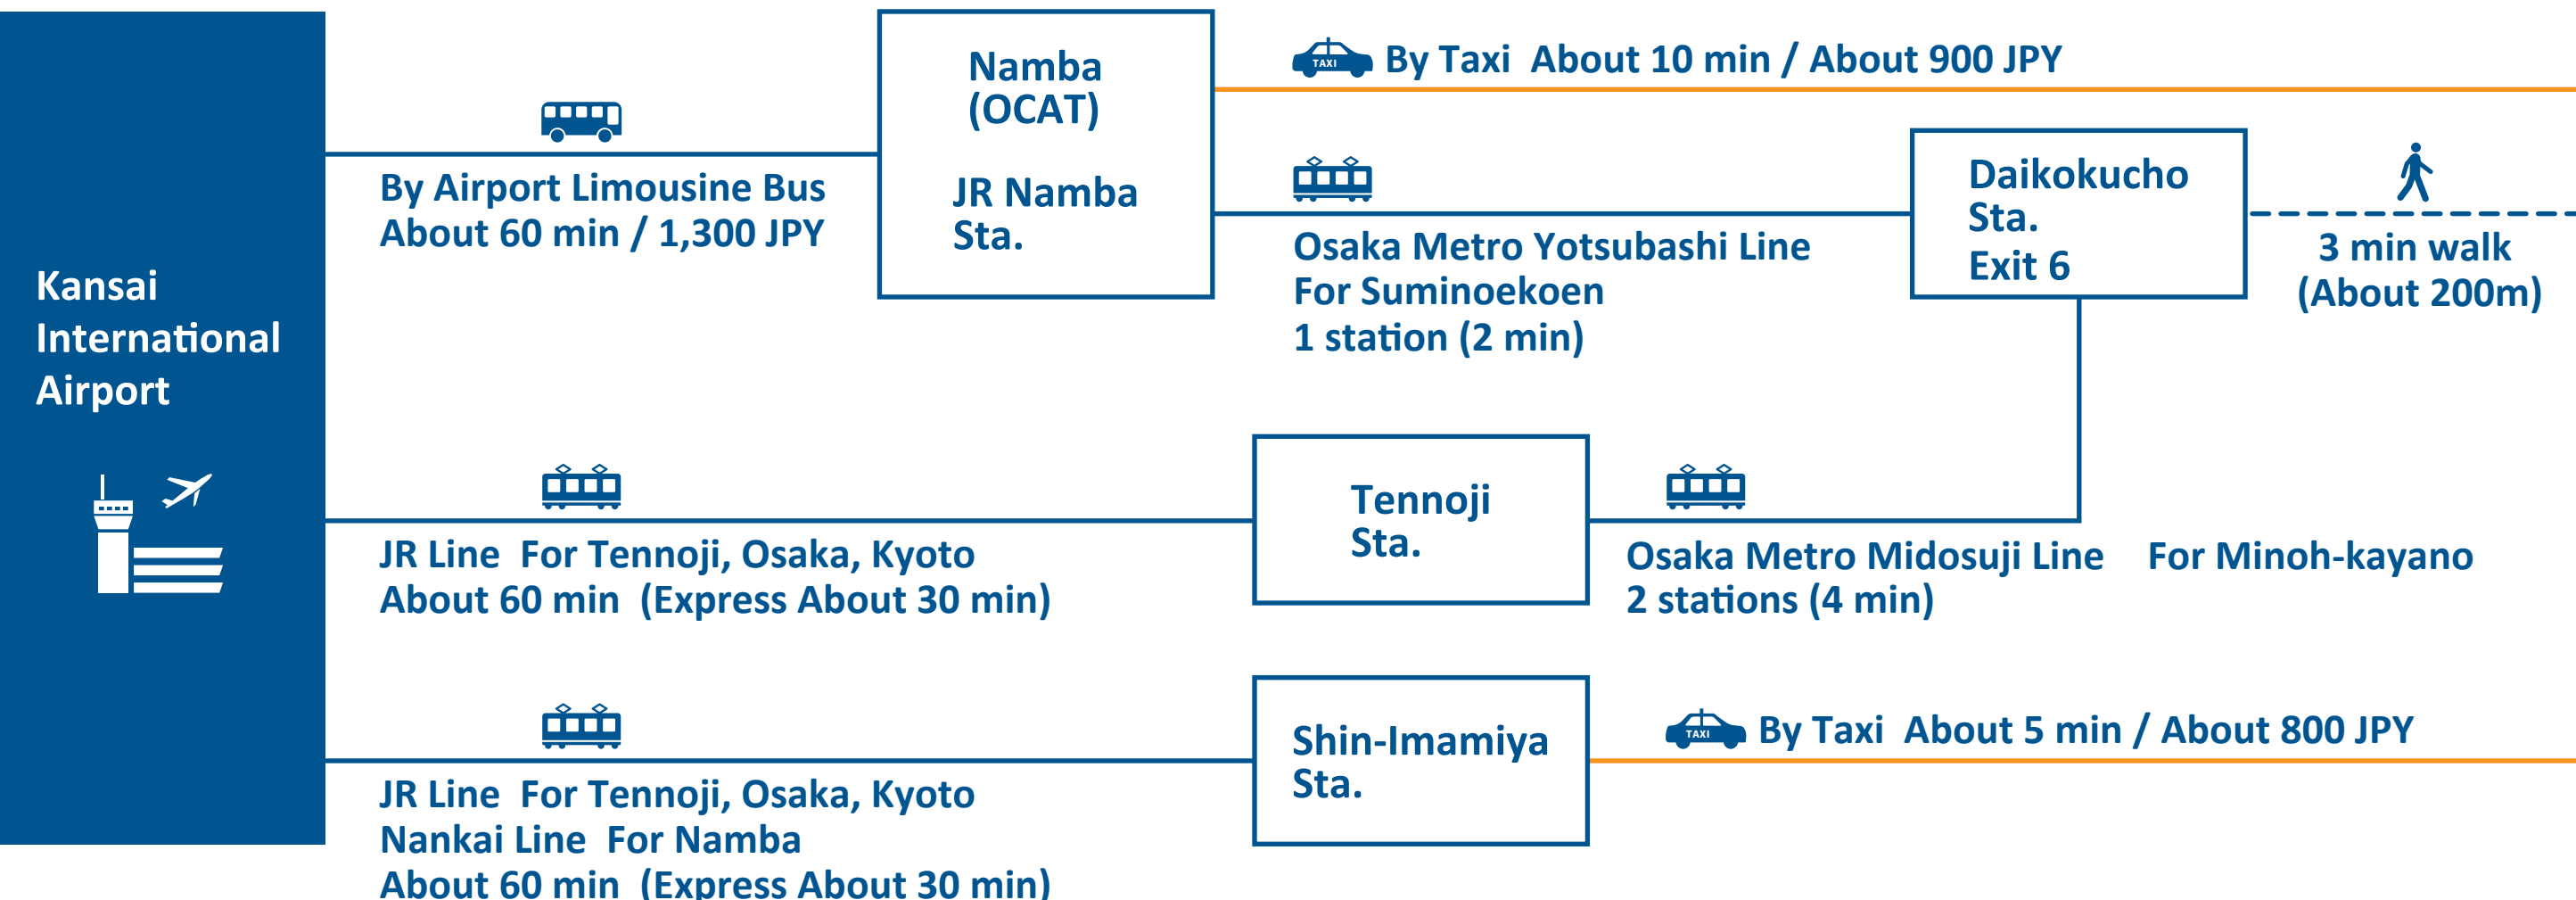 Kansai
International
Airport
By Airport Limousine Bus
About 60 min / 1,300 JPY
Namba
(OCAT)
JR Namba
Sta.
TAXI
By Taxi About 10 min / About 900 JPY
Osaka Metro Yotsubashi Line
For Suminoekoen
1 station (2 min)
Daikokucho
Sta.
Exit 6
3 min walk
(About 200m)
JR Line For Tennoji, Osaka, Kyoto
About 60 min (Express About 30 min)
Tennoji
Sta.
Osaka Metro Midosuji Line For Minoh-kayano
2 stations (4 min)
JR Line For Tennoji, Osaka, Kyoto
Nankai Line For Namba
About 60 min (Express About 30 min)
Shin-Imamiya
Sta.
TAXI
By Taxi About 5 min / About 800 JPY